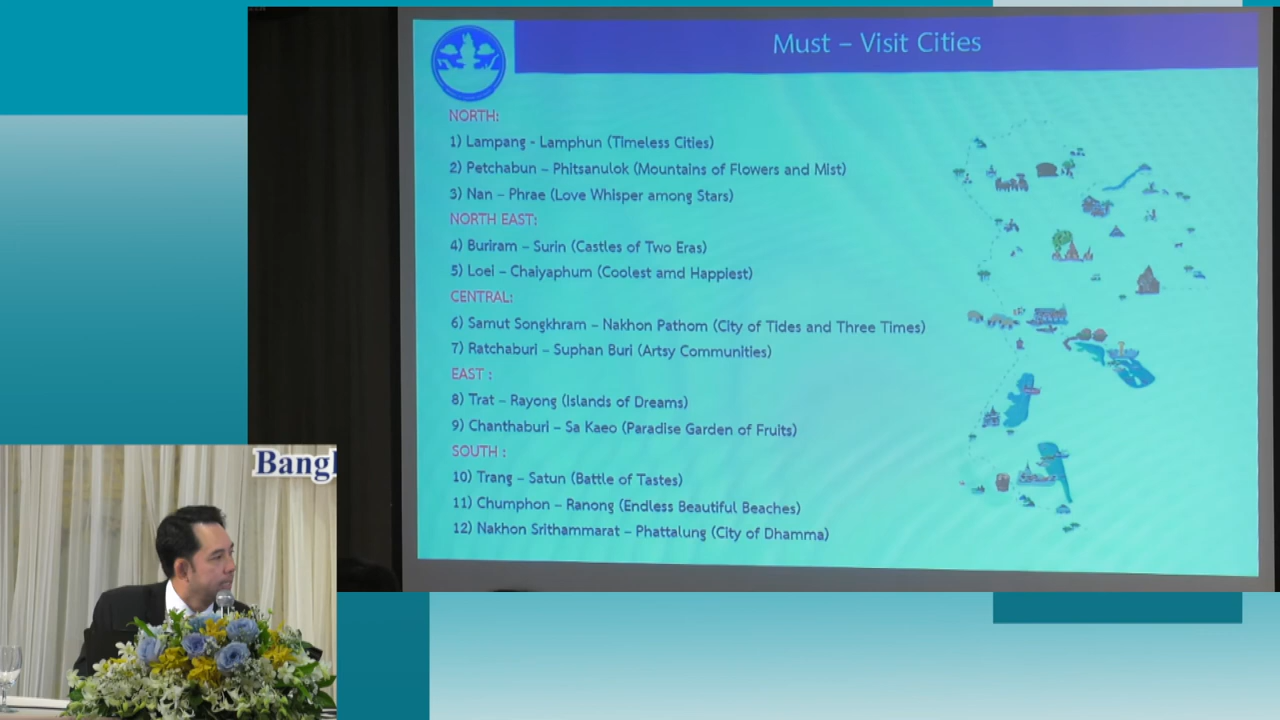 Must – Visit Cities
NORTH:
1) Lampang - Lamphun (Timeless Cities)
2) Petchabun – Phitsanulok (Mountains of Flowers and Mist)
3) Nan – Phrae (Love Whisper among Stars)
NORTH EAST:
4) Buriram – Surin (Castles of Two Eras)
5) Loei – Chaiyaphum (Coolest amd Happiest)
CENTRAL:
6) Samut Songkhram – Nakhon Pathom (City of Tides and Three Times)
7) Ratchaburi – Suphan Buri (Artsy Communities)
EAST :
8) Trat – Rayong (Islands of Dreams)
9) Chanthaburi – Sa Kaeo (Paradise Garden of Fruits)
SOUTH :
10) Trang – Satun (Battle of Tastes)
11) Chumphon – Ranong (Endless Beautiful Beaches)
12) Nakhon Srithammarat – Phattalung (City of Dhamma)
Bang